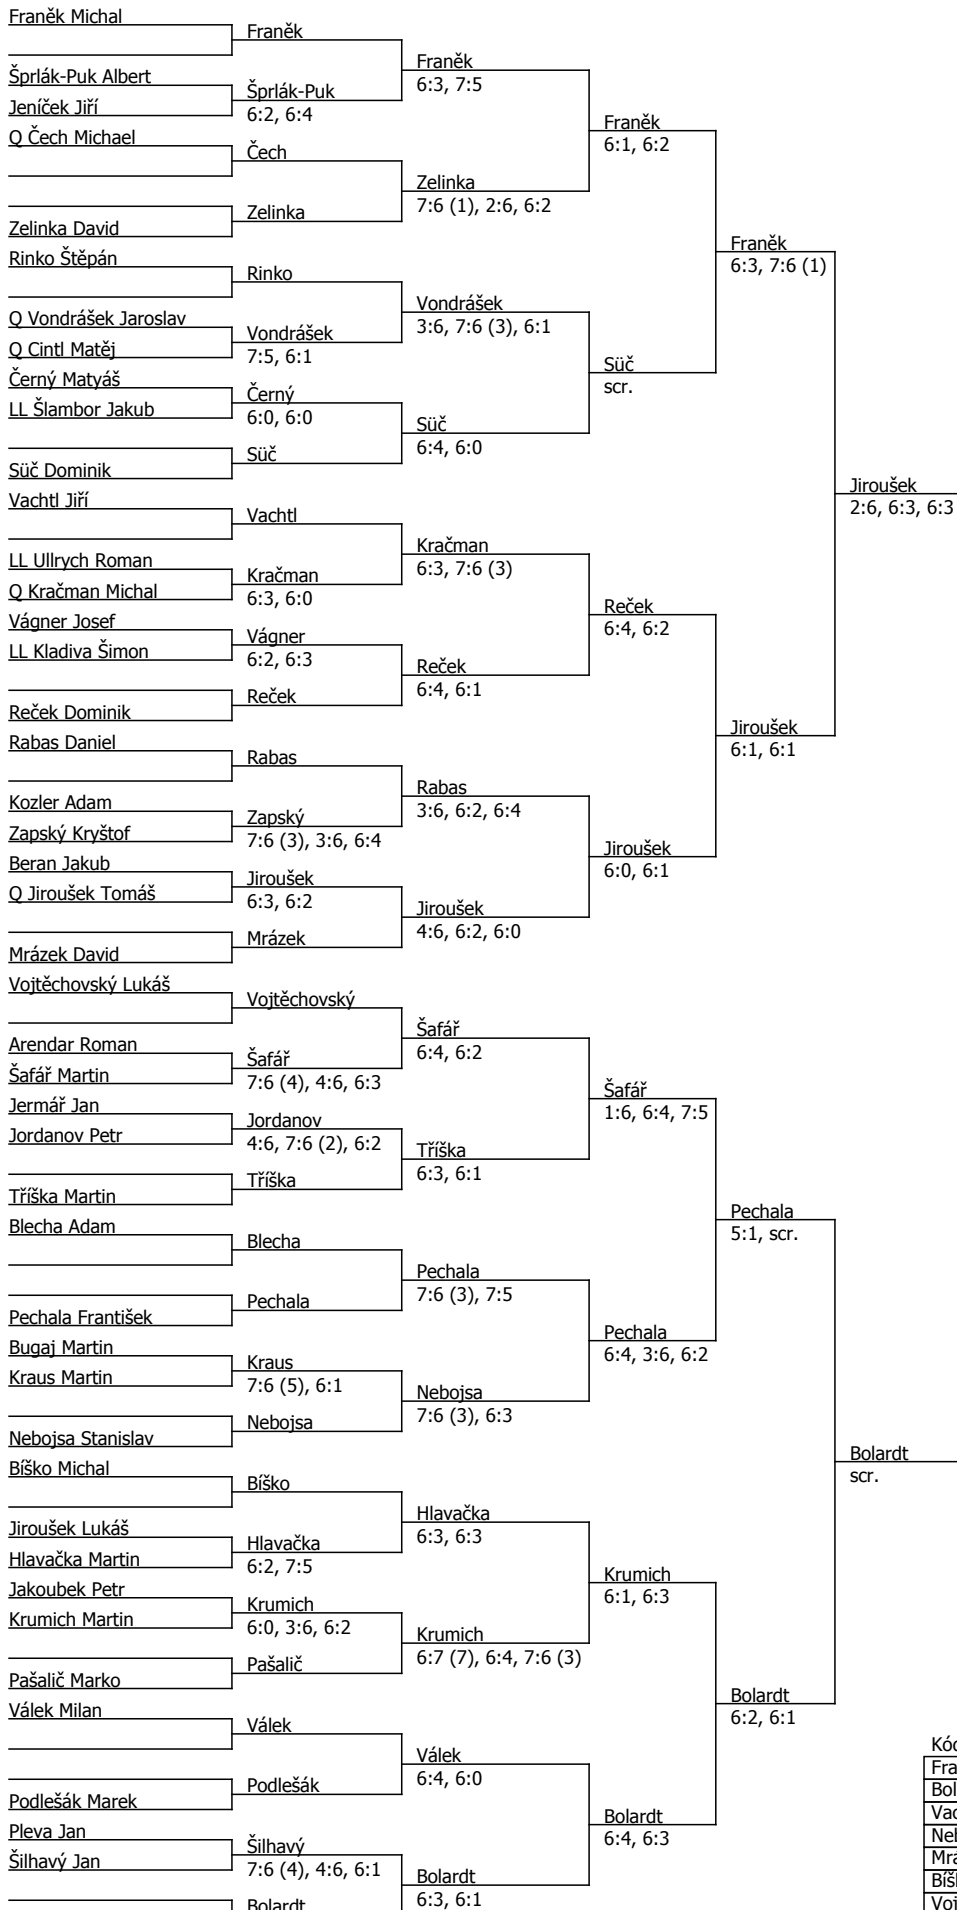 Franěk Michal
Franěk
Franěk
6:3, 7:5
Šprlák-Puk Albert
Šprlák-Puk
Jeníček Jiří
6:2, 6:4
Franěk
6:1, 6:2
Q Čech Michael
Čech
Zelinka
7:6 (1), 2:6, 6:2
Zelinka
Zelinka David
Franěk
6:3, 7:6 (1)
Rinko Štěpán
Rinko
Vondrášek
3:6, 7:6 (3), 6:1
Q Vondrášek Jaroslav
Vondrášek
Q Cintl Matěj
7:5, 6:1
Süč
scr.
Černý Matyáš
Černý
LL Šlambor Jakub
6:0, 6:0
Süč
6:4, 6:0
Süč
Süč Dominik
Jiroušek
2:6, 6:3, 6:3
Vachtl Jiří
Vachtl
Kračman
6:3, 7:6 (3)
LL Ullrych Roman
Kračman
Q Kračman Michal
6:3, 6:0
Reček
6:4, 6:2
Vágner Josef
Vágner
LL Kladiva Šimon
6:2, 6:3
Reček
6:4, 6:1
Reček
Reček Dominik
Jiroušek
6:1, 6:1
Rabas Daniel
Rabas
Rabas
3:6, 6:2, 6:4
Kozler Adam
Zapský
Zapský Kryštof
7:6 (3), 3:6, 6:4
Jiroušek
6:0, 6:1
Beran Jakub
Jiroušek
Q Jiroušek Tomáš
6:3, 6:2
Jiroušek
4:6, 6:2, 6:0
Mrázek
Mrázek David
Vojtěchovský Lukáš
Vojtěchovský
Šafář
6:4, 6:2
Arendar Roman
Šafář
Šafář Martin
7:6 (4), 4:6, 6:3
Šafář
1:6, 6:4, 7:5
Jermář Jan
Jordanov
Jordanov Petr
4:6, 7:6 (2), 6:2
Tříška
6:3, 6:1
Tříška
Tříška Martin
Pechala
5:1, scr.
Blecha Adam
Blecha
Pechala
7:6 (3), 7:5
Pechala
Pechala František
Pechala
6:4, 3:6, 6:2
Bugaj Martin
Kraus
Kraus Martin
7:6 (5), 6:1
Nebojsa
7:6 (3), 6:3
Nebojsa
Nebojsa Stanislav
Bolardt
scr.
Bíško Michal
Bíško
Hlavačka
6:3, 6:3
Jiroušek Lukáš
Hlavačka
Hlavačka Martin
6:2, 7:5
Krumich
6:1, 6:3
Jakoubek Petr
Krumich
Krumich Martin
6:0, 3:6, 6:2
Krumich
6:7 (7), 6:4, 7:6 (3)
Pašalič
Pašalič Marko
Bolardt
6:2, 6:1
Válek Milan
Válek
Válek
6:4, 6:0
Podlešák
Podlešák Marek
Bolardt
6:4, 6:3
Pleva Jan
Šilhavý
Šilhavý Jan
7:6 (4), 4:6, 6:1
Bolardt
6:3, 6:1
Bolardt